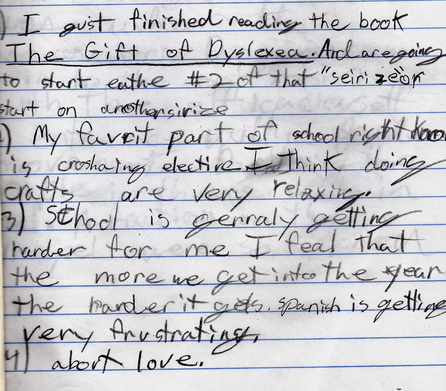 ) I gust finished reading the book
The Gift of Dyslexea. And are going
to start eathe #2 of that "seiri zeor
start on anothersirize
2) My favrit part of school right know
is croshaing elective I think doing
crafts are very relaxing.
3) School is genraly getting
harder for me I feal that
the more we get into the year
the harder it gets. spanish is getting
very frustrating.
4) abort love.